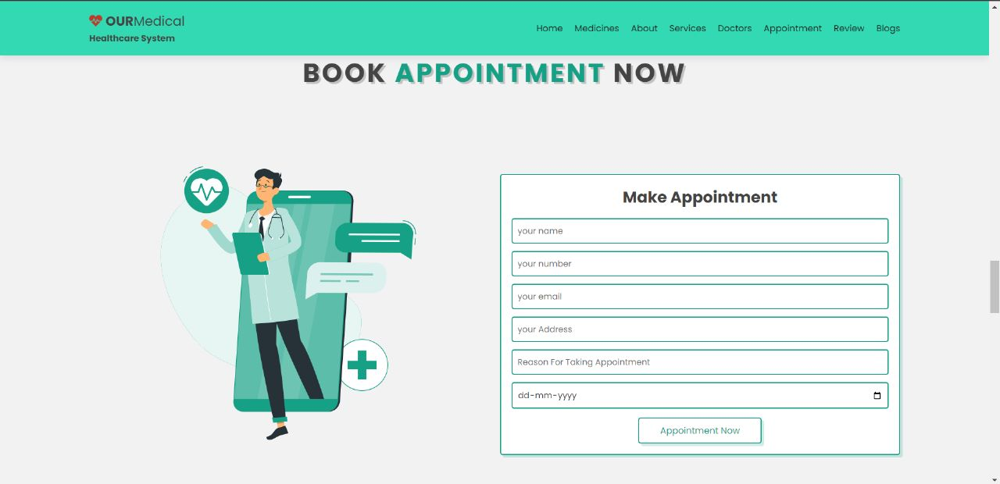 OURMedical
Healthcare System
Home Medicines About Services Doctors Appointment Review Blogs
BOOK APPOINTMENT NOW
Make Appointment
your name
your number
your email
your Address
Reason For Taking Appointment
dd-mm-yyyy
Appointment Now